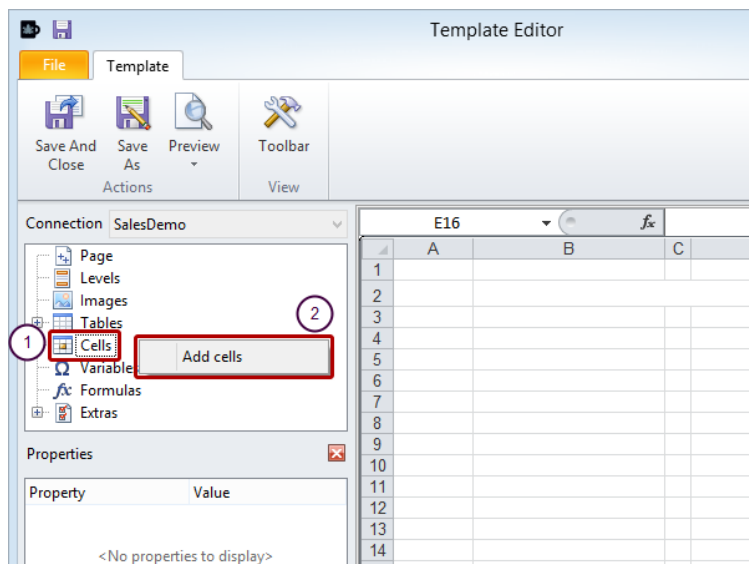 Template Editor
File
Template
Save And
Close
Save
As
Preview
Toolbar
Actions
View
Connection
SalesDemo
E16
fx
Page
Levels
Images
Tables
Cells
Variable
Formulas
Extras
1
2
Add cells
Properties
Property
Value
<No properties to display>
A
B
C
1
2
3
4
5
6
7
8
9
10
11
12
13
14